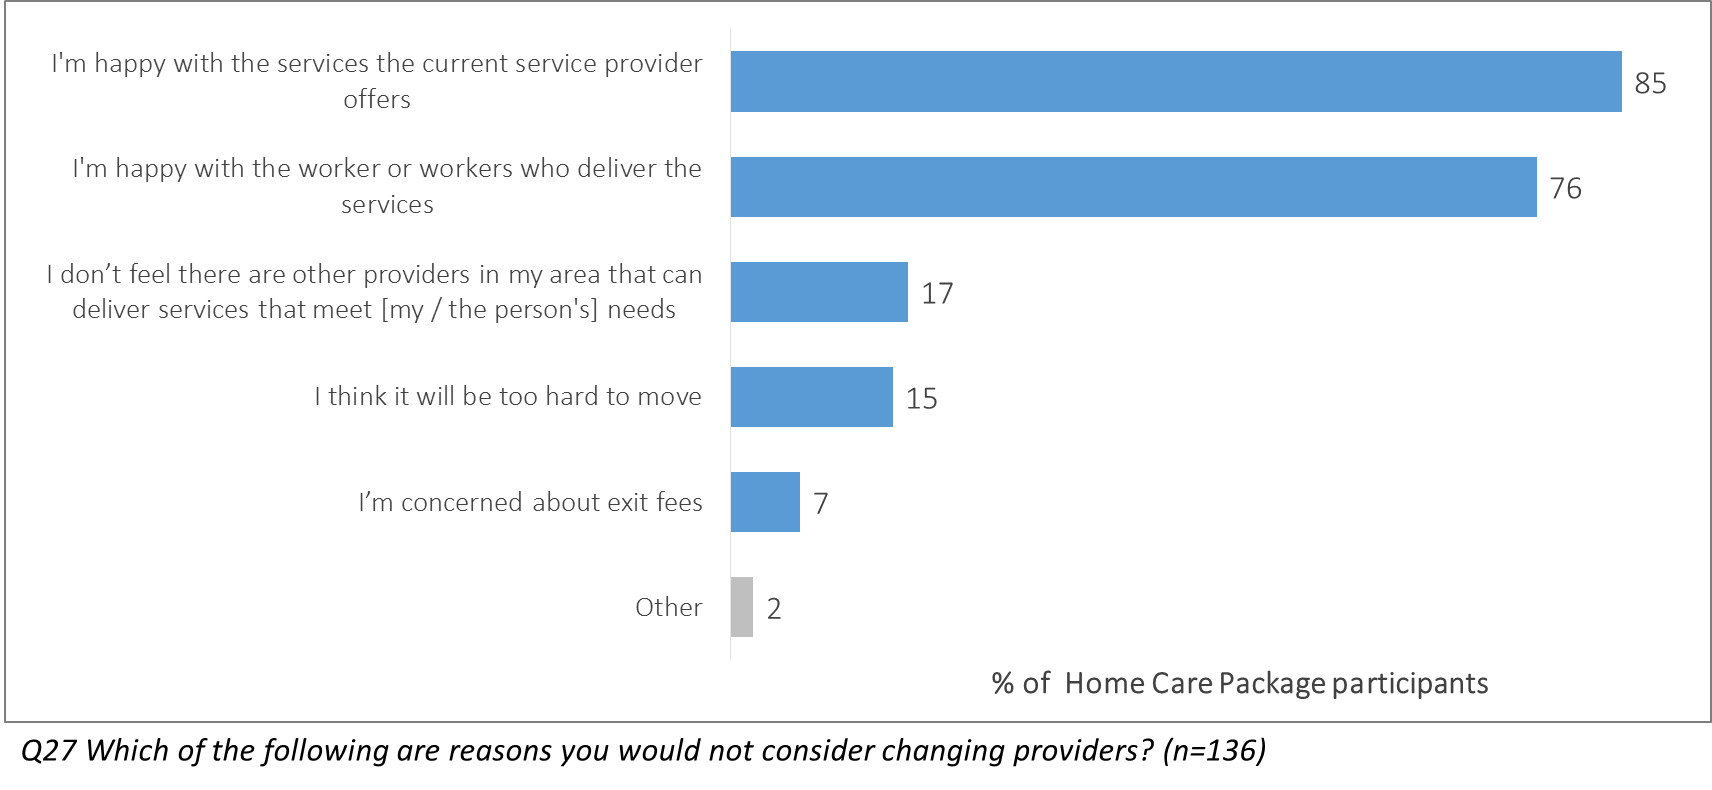 I'm happy with the services the current service provider
offers
85
I'm happy with the worker or workers who deliver the
services
76
I don’t feel there are other providers in my area that can
deliver services that meet [my / the person's] needs
17
I think it will be too hard to move
15
I’m concerned about exit fees
7
Other
2
% of Home Care Package participants
Q27 Which of the following are reasons you would not consider changing providers? (n=136)